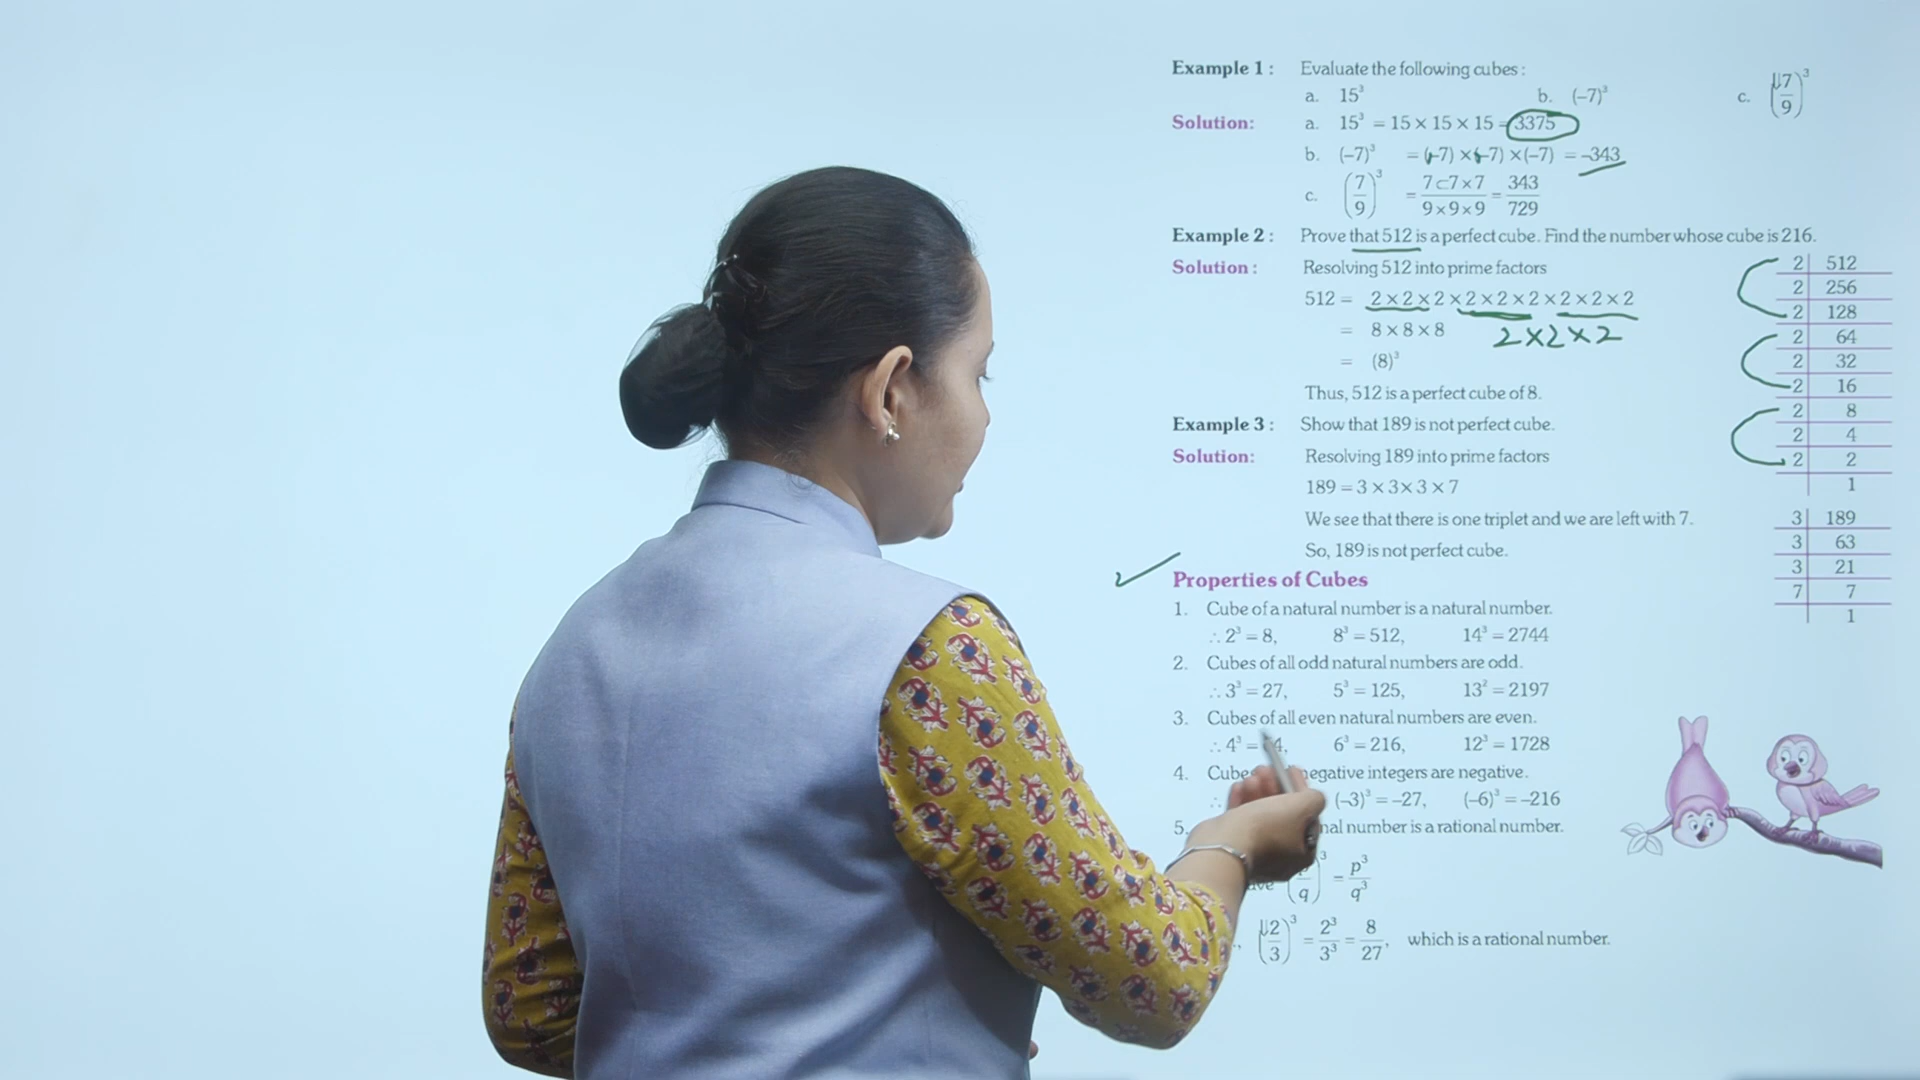 Example 1 : Evaluate the following cubes :
a. 15³ b. (–7)³ c. (7/9)³
Solution: a. 15³ = 15 × 15 × 15 = 3375
b. (–7)³ = (–7) × (–7) × (–7) = –343
c. (7/9)³ = 7⊂7×7/9×9×9 = 343/729
Example 2 : Prove that 512 is a perfect cube. Find the number whose cube is 216.
Solution : Resolving 512 into prime factors
512 = 2 × 2 × 2 × 2 × 2 × 2 × 2 × 2 × 2
= 8 × 8 × 8
2×2×2
= (8)³
Thus, 512 is a perfect cube of 8.
2 512
2 256
2 128
2 64
2 32
2 16
2 8
2 4
2 2
1
Example 3 : Show that 189 is not perfect cube.
Solution: Resolving 189 into prime factors
189 = 3 × 3 × 3 × 7
We see that there is one triplet and we are left with 7.
So, 189 is not perfect cube.
3 189
3 63
3 21
7 7
1
Properties of Cubes
1. Cube of a natural number is a natural number.
∴ 2³ = 8, 8³ = 512, 14³ = 2744
2. Cubes of all odd natural numbers are odd.
∴ 3³ = 27, 5³ = 125, 13² = 2197
3. Cubes of all even natural numbers are even.
∴ 4³ = 4, 6³ = 216, 12³ = 1728
4. negative integers are negative.
∴ (–3)³ = –27, (–6)³ = –216
5. number is a rational number.
q)³ = p³/q³
(2/3)³ = 2³/3³ = 8/27, which is a rational number.